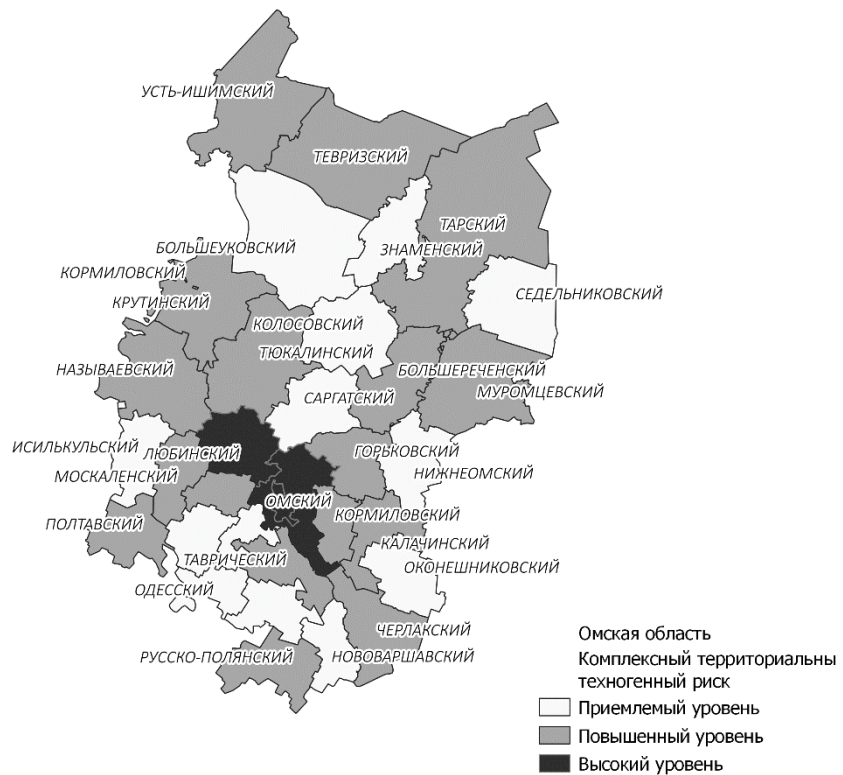 УСТЬ-ИШИМСКИЙ
ТЕВРИЗСКИЙ
ТАРСКИЙ
БОЛЬШЕУКОВСКИЙ
ЗНАМЕНСКИЙ
КОРМИЛОВСКИЙ
СЕДЕЛЬНИКОВСКИЙ
КРУТИНСКИЙ
КОЛОСОВСКИЙ
ТЮКАЛИНСКИЙ
НАЗЫВАЕВСКИЙ
БОЛЬШЕРЕЧЕНСКИЙ
МУРОМЦЕВСКИЙ
САРГАТСКИЙ
ИСИЛЬКУЛЬСКИЙ
ЛЮБИНСКИЙ
ГОРЬКОВСКИЙ
МОСКАЛЕНСКИЙ
НИЖНЕОМСКИЙ
ОМСКИЙ
ПОЛТАВСКИЙ
КОРМИЛОВСКИЙ
КАЛАЧИНСКИЙ
ТАВРИЧЕСКИЙ
ОКОНЕШНИКОВСКИЙ
ОДЕССКИЙ
ЧЕРЛАКСКИЙ
РУССКО-ПОЛЯНСКИЙ
НОВОВАРШАВСКИЙ
Омская область
Комплексный территориальны
техногенный риск
Приемлемый уровень
Повышенный уровень
Высокий уровень